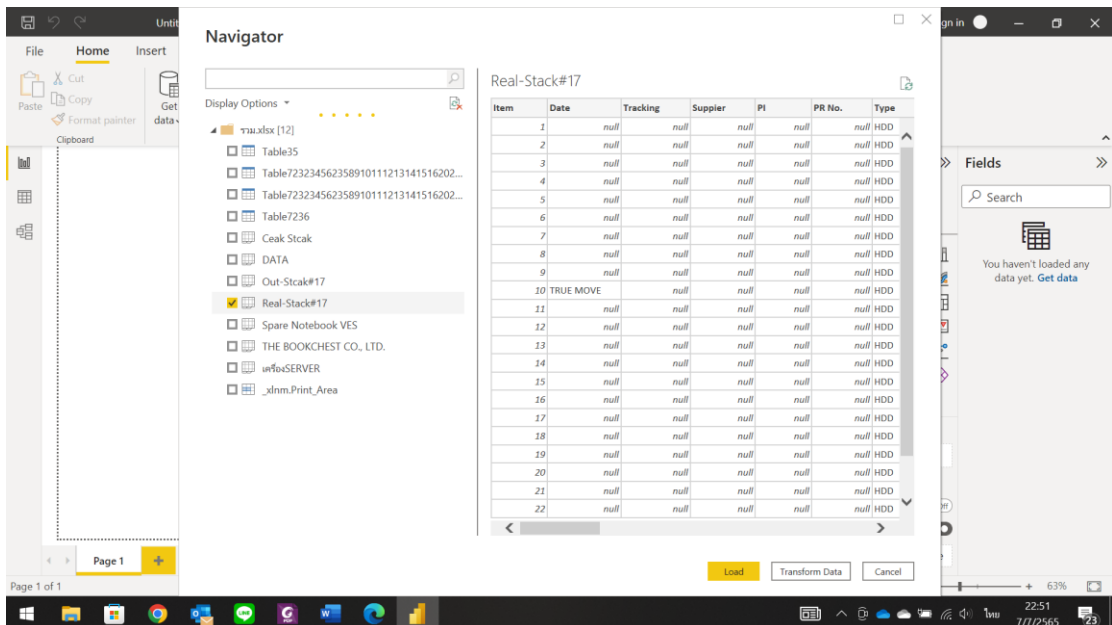 Untit
Navigator
gn in
File Home Insert
Cut
Copy
Format painter
Paste
Clipboard
Get
data
Display Options
รวม.xlsx [12]
Table35
Table72323456235891011121314151620 2...
Table72323456235891011121314151620 2...
Table7236
Ceak Stcak
DATA
Out-Stcak#17
Real-Stack#17
Spare Notebook VES
THE BOOKCHEST CO., LTD.
เครื่องSERVER
_xlnm.Print_Area
Real-Stack#17
Item Date Tracking Suppier PI PR No. Type
1 null null null null null HDD
2 null null null null null HDD
3 null null null null null HDD
4 null null null null null HDD
5 null null null null null HDD
6 null null null null null HDD
7 null null null null null HDD
8 null null null null null HDD
9 null null null null null HDD
10 TRUE MOVE null null null null HDD
11 null null null null null HDD
12 null null null null null HDD
13 null null null null null HDD
14 null null null null null HDD
15 null null null null null HDD
16 null null null null null HDD
17 null null null null null HDD
18 null null null null null HDD
19 null null null null null HDD
20 null null null null null HDD
21 null null null null null HDD
22 null null null null null HDD
Load Transform Data Cancel
Fields
Search
You haven't loaded any
data yet. Get data
Page 1
Page 1 of 1
63%
ไทย
22:51
7/7/2565
23